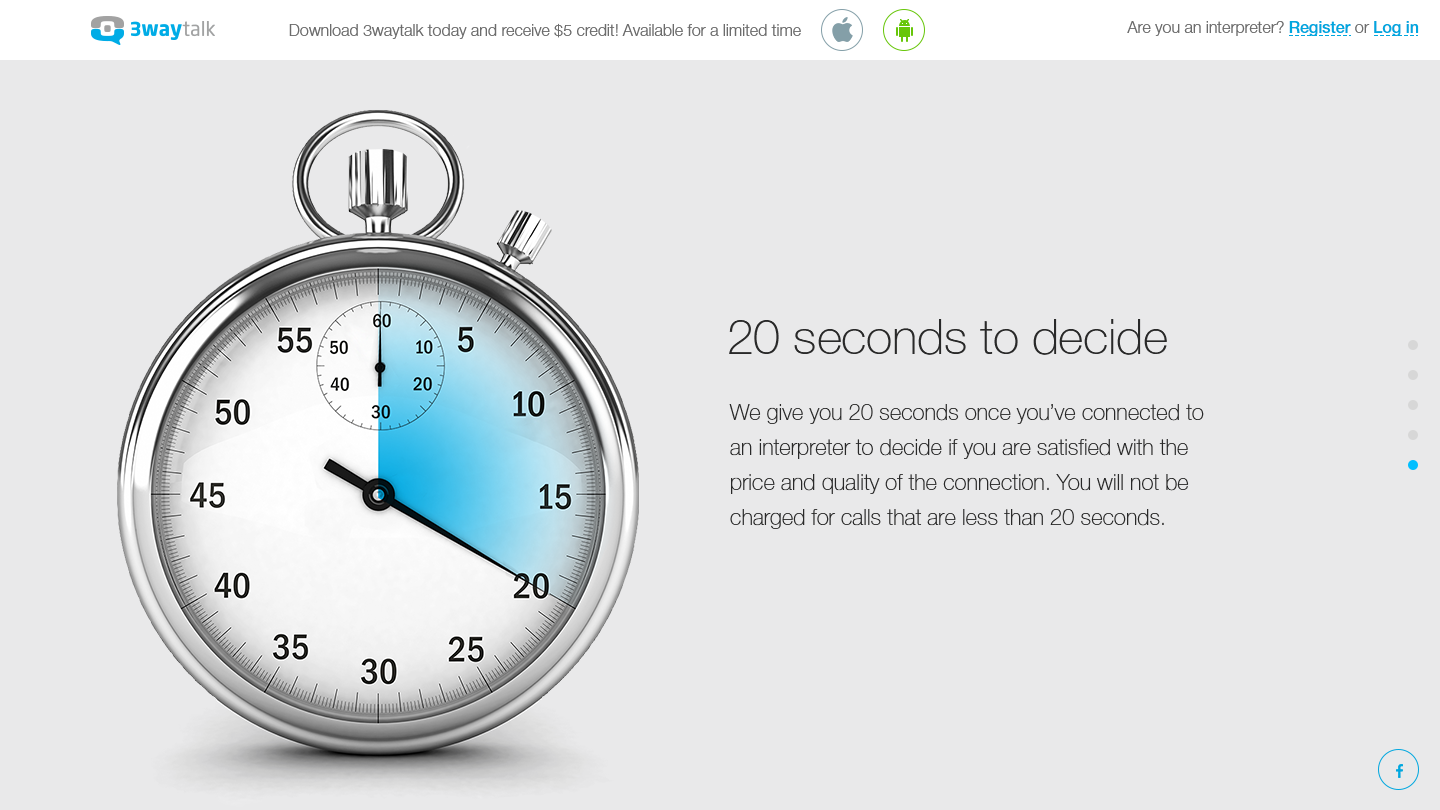 3waytalk
Download 3waytalk today and receive $5 credit! Available for a limited time
Are you an interpreter? Register or Log in
60
55
50
10
5
40
20
30
50
10
45
15
40
20
35
25
30
20 seconds to decide
We give you 20 seconds once you've connected to
an interpreter to decide if you are satisfied with the
price and quality of the connection. You will not be
charged for calls that are less than 20 seconds.
f